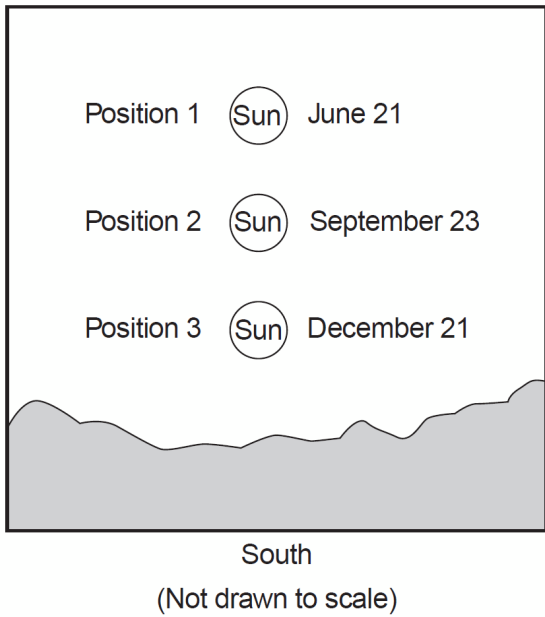 Position 1 Sun June 21
Position 2 Sun September 23
Position 3 Sun December 21
South
(Not drawn to scale)